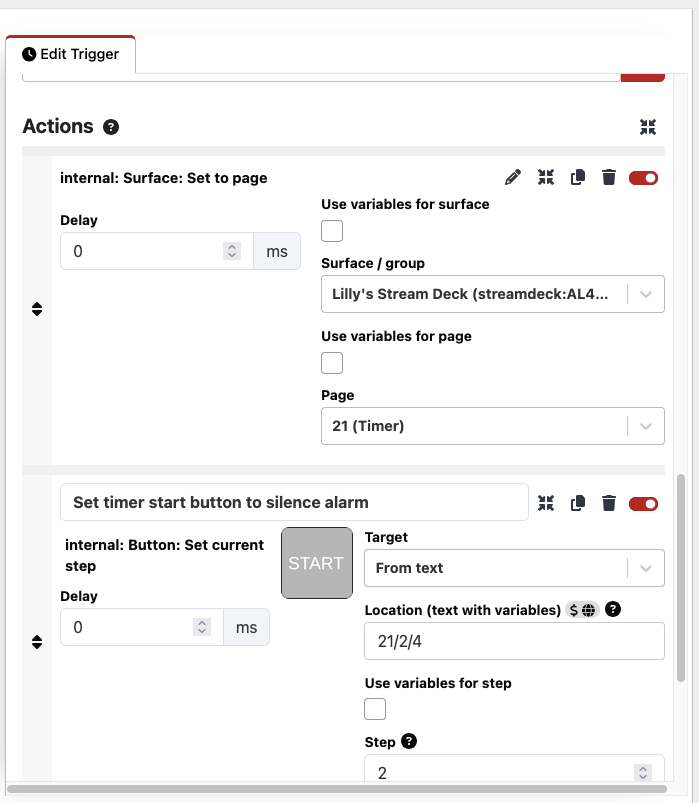 Edit Trigger
Actions ?
internal: Surface: Set to page
Use variables for surface
Delay
0 ms
Surface / group
Lilly's Stream Deck (streamdeck:AL4...
Use variables for page
Page
21 (Timer)
Set timer start button to silence alarm
internal: Button: Set current
step
START
Target
From text
Delay
0 ms
Location (text with variables) $ ?
21/2/4
Use variables for step
Step ?
2